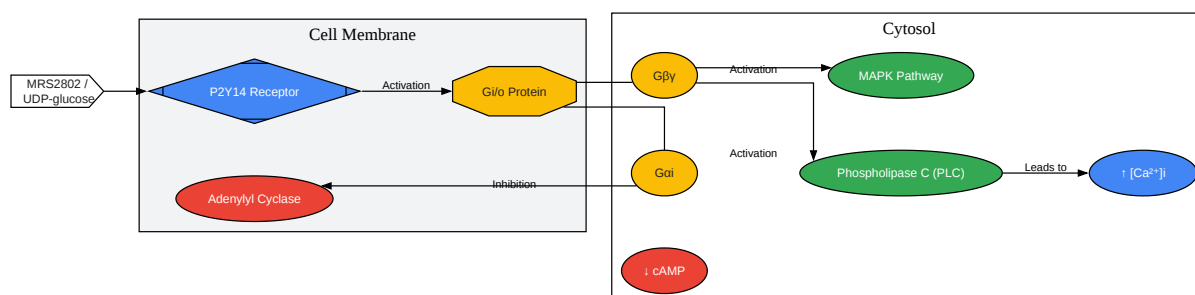 Cell Membrane
Cytosol
MRS2802 /
UDP-glucose
P2Y14 Receptor
Activation
Gi/o Protein
Gβγ
Activation
MAPK Pathway
Activation
Gαi
Phospholipase C (PLC)
Leads to
↑ [Ca²⁺]i
Inhibition
Adenylyl Cyclase
↓ cAMP